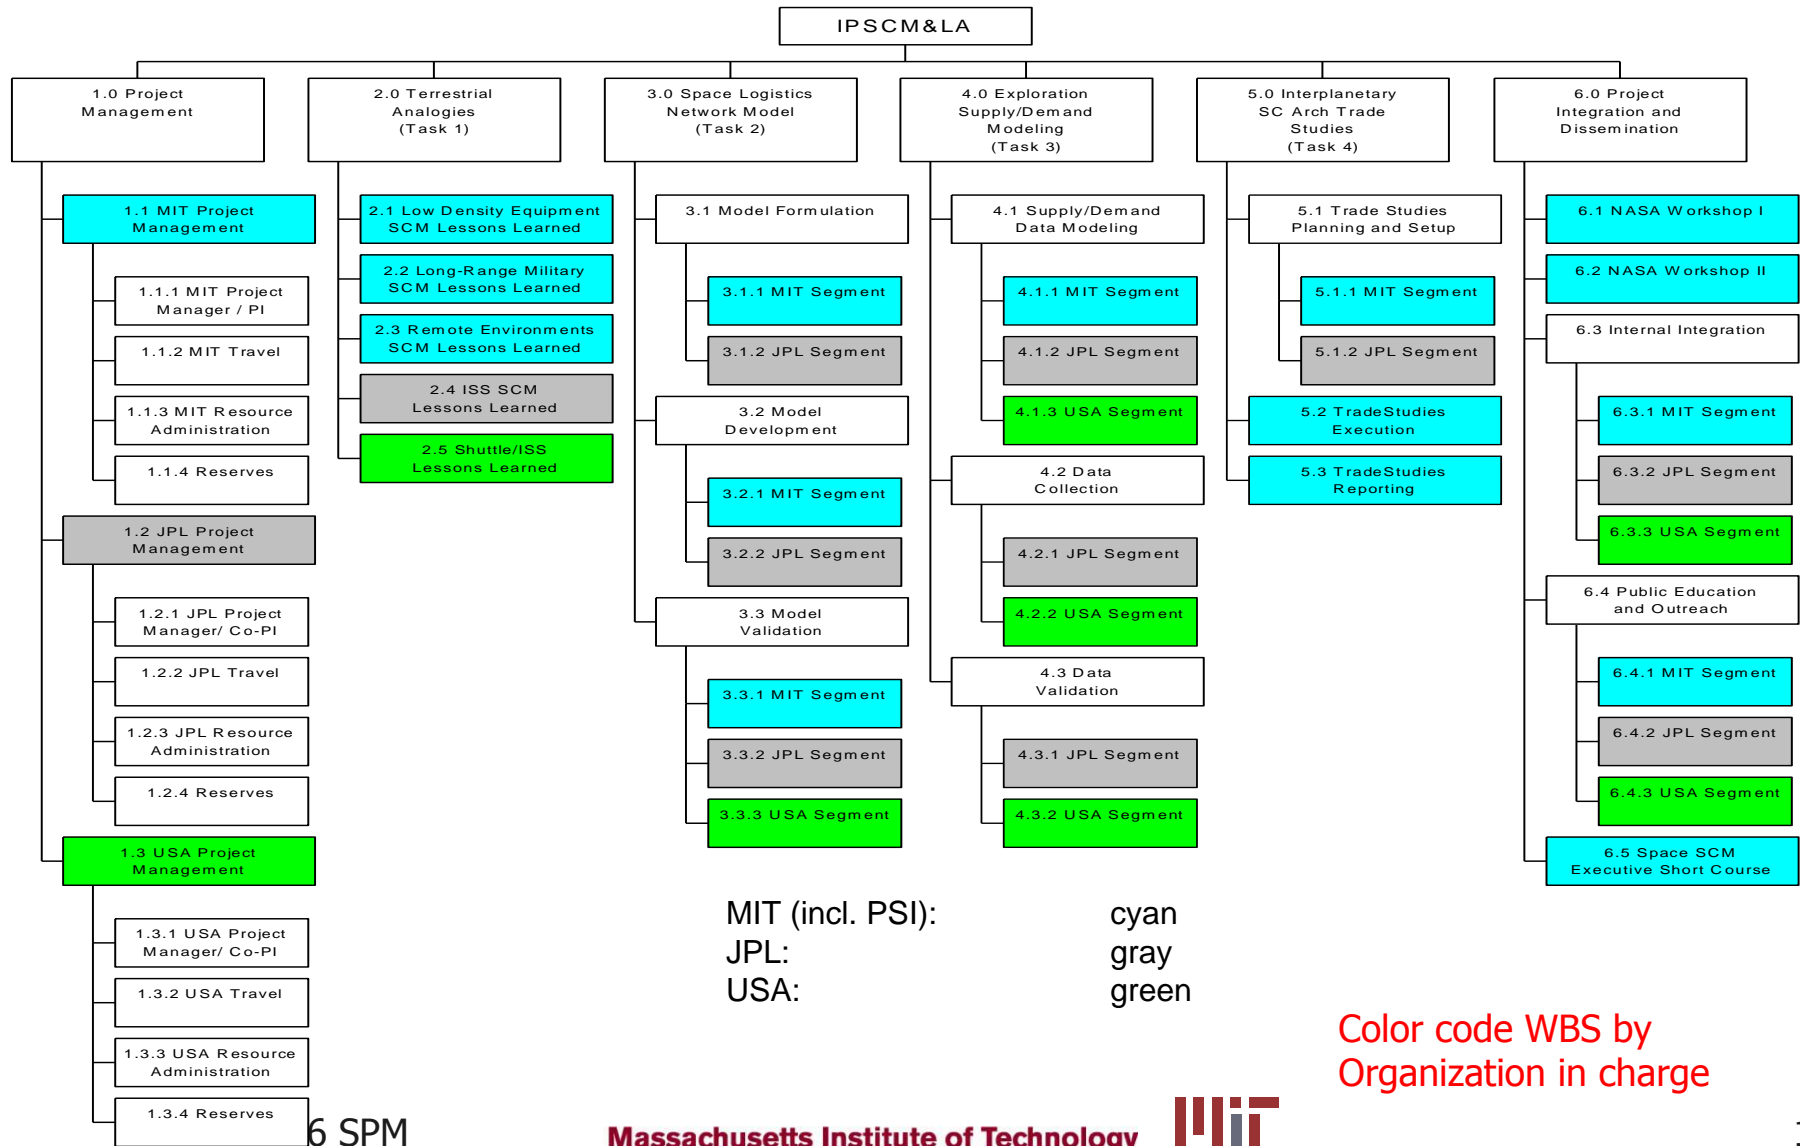 IPSCM&LA
1.0 Project
Management
2.0 Terrestrial
Analogies
(Task 1)
3.0 Space Logistics
Network Model
(Task 2)
4.0 Exploration
Supply/Demand
Modeling
(Task 3)
5.0 Interplanetary
SC Arch Trade
Studies
(Task 4)
6.0 Project
Integration and
Dissemination
1.1 MIT Project
Management
1.1.1 MIT Project
Manager / PI
1.1.2 MIT Travel
1.1.3 MIT Resource
Administration
1.1.4 Reserves
1.2 JPL Project
Management
1.2.1 JPL Project
Manager/ Co-PI
1.2.2 JPL Travel
1.2.3 JPL Resource
Administration
1.2.4 Reserves
1.3 USA Project
Management
1.3.1 USA Project
Manager/ Co-PI
1.3.2 USA Travel
1.3.3 USA Resource
Administration
1.3.4 Reserves
2.1 Low Density Equipment
SCM Lessons Learned
2.2 Long-Range Military
SCM Lessons Learned
2.3 Remote Environments
SCM Lessons Learned
2.4 ISS SCM
Lessons Learned
2.5 Shuttle/ISS
Lessons Learned
3.1 Model Formulation
3.1.1 MIT Segment
3.1.2 JPL Segment
3.2 Model
Development
3.2.1 MIT Segment
3.2.2 JPL Segment
3.3 Model
Validation
3.3.1 MIT Segment
3.3.2 JPL Segment
3.3.3 USA Segment
4.1 Supply/Demand
Data Modeling
4.1.1 MIT Segment
4.1.2 JPL Segment
4.1.3 USA Segment
4.2 Data
Collection
4.2.1 JPL Segment
4.2.2 USA Segment
4.3 Data
Validation
4.3.1 JPL Segment
4.3.2 USA Segment
5.1 Trade Studies
Planning and Setup
5.1.1 MIT Segment
5.1.2 JPL Segment
5.2 TradeStudies
Execution
5.3 TradeStudies
Reporting
6.1 NASA Workshop I
6.2 NASA Workshop II
6.3 Internal Integration
6.3.1 MIT Segment
6.3.2 JPL Segment
6.3.3 USA Segment
6.4 Public Education
and Outreach
6.4.1 MIT Segment
6.4.2 JPL Segment
6.4.3 USA Segment
6.5 Space SCM
Executive Short Course
MIT (incl. PSI): cyan
JPL: gray
USA: green
Color code WBS by
Organization in charge
6 SPM
Massachusetts Institute of Technology